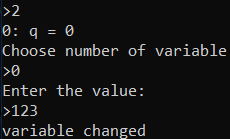 >2
0: q = 0
Choose number of variable
>0
Enter the value:
>123
variable changed